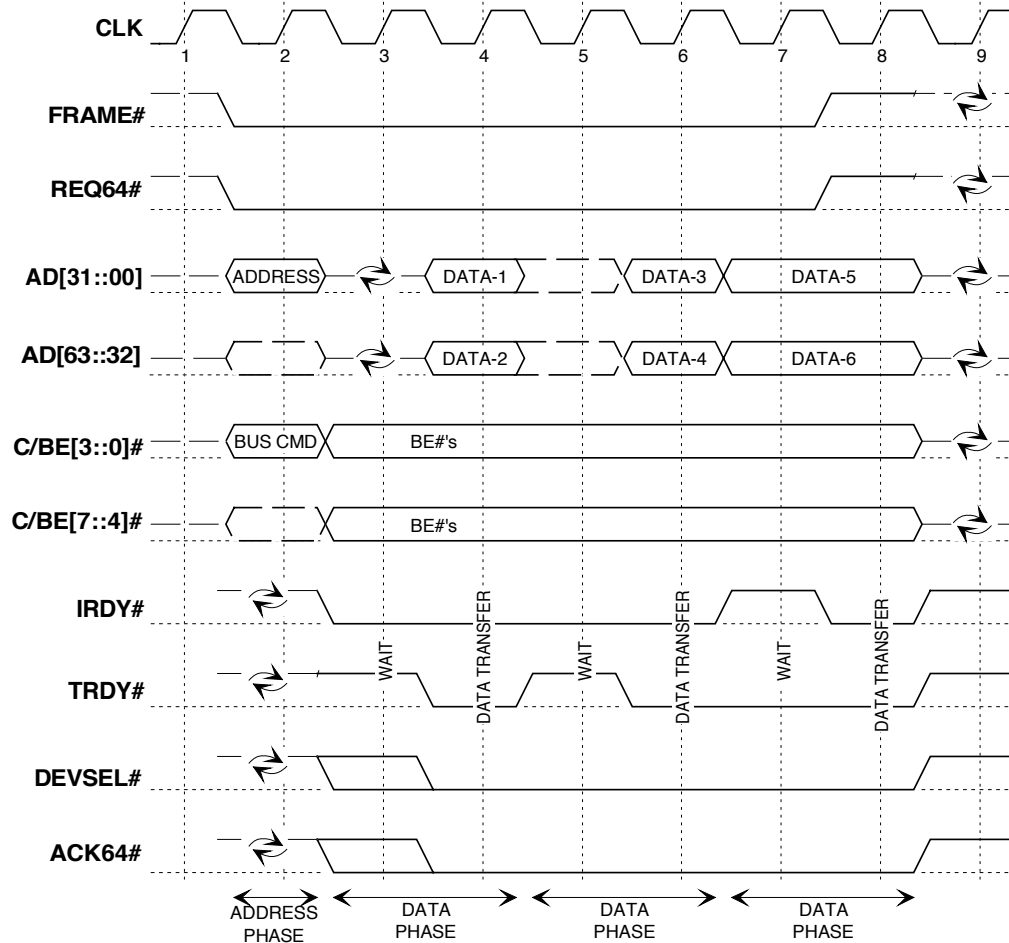 CLK
1 2 3 4 5 6 7 8 9
FRAME#
REQ64#
AD[31::00] ADDRESS DATA-1 DATA-3 DATA-5
AD[63::32] DATA-2 DATA-4 DATA-6
C/BE[3::0]# BUS CMD BE#'s
C/BE[7::4]# BE#'s
IRDY#
WAIT DATA TRANSFER WAIT DATA TRANSFER WAIT DATA TRANSFER
TRDY#
DEVSEL#
ACK64#
ADDRESS DATA DATA DATA
PHASE PHASE PHASE PHASE